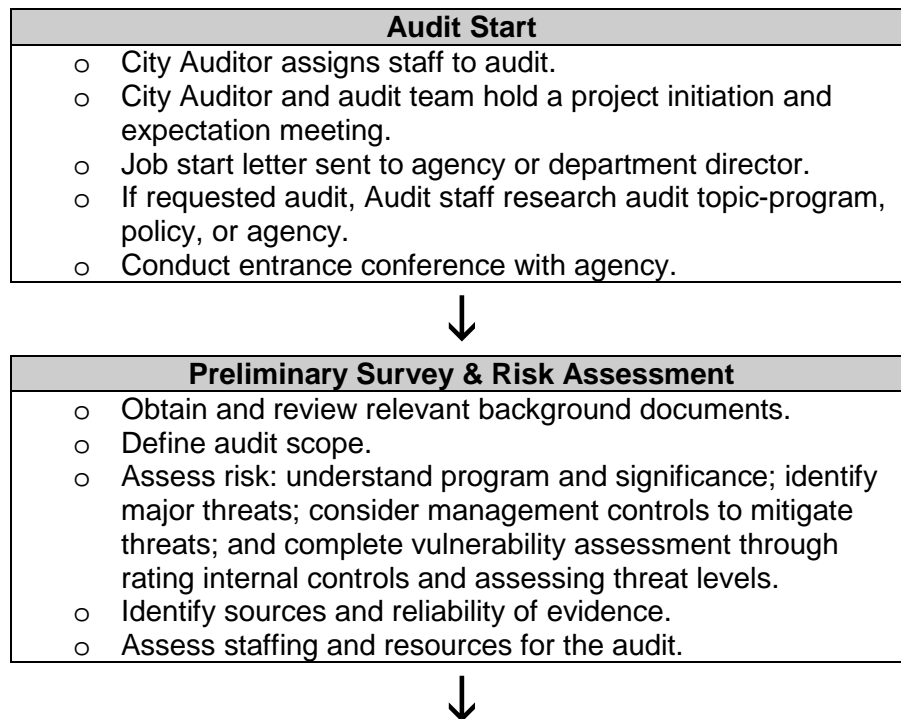 Audit Start
o City Auditor assigns staff to audit.
o City Auditor and audit team hold a project initiation and
expectation meeting.
o Job start letter sent to agency or department director.
o If requested audit, Audit staff research audit topic-program,
policy, or agency.
o Conduct entrance conference with agency.
↓
Preliminary Survey & Risk Assessment
o Obtain and review relevant background documents.
o Define audit scope.
o Assess risk: understand program and significance; identify
major threats; consider management controls to mitigate
threats; and complete vulnerability assessment through
rating internal controls and assessing threat levels.
o Identify sources and reliability of evidence.
o Assess staffing and resources for the audit.
↓